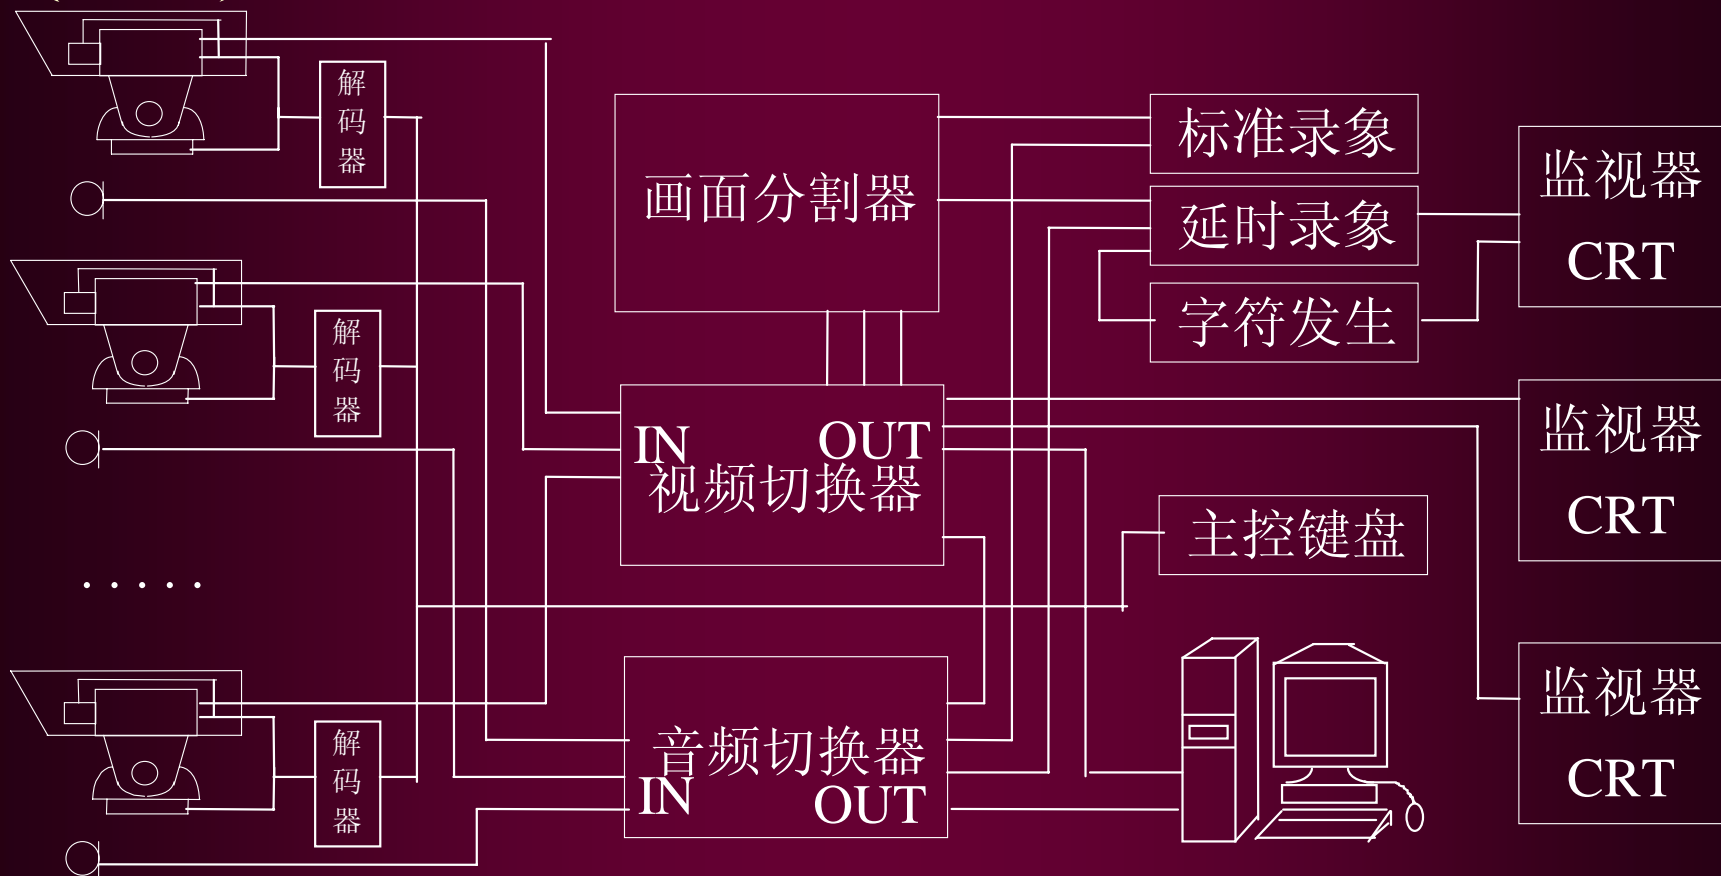 解码器
解码器
解码器
画面分割器
标准录象
延时录象
字符发生
监视器
CRT
IN OUT
视频切换器
监视器
CRT
主控键盘
.....
音频切换器
IN OUT
监视器
CRT